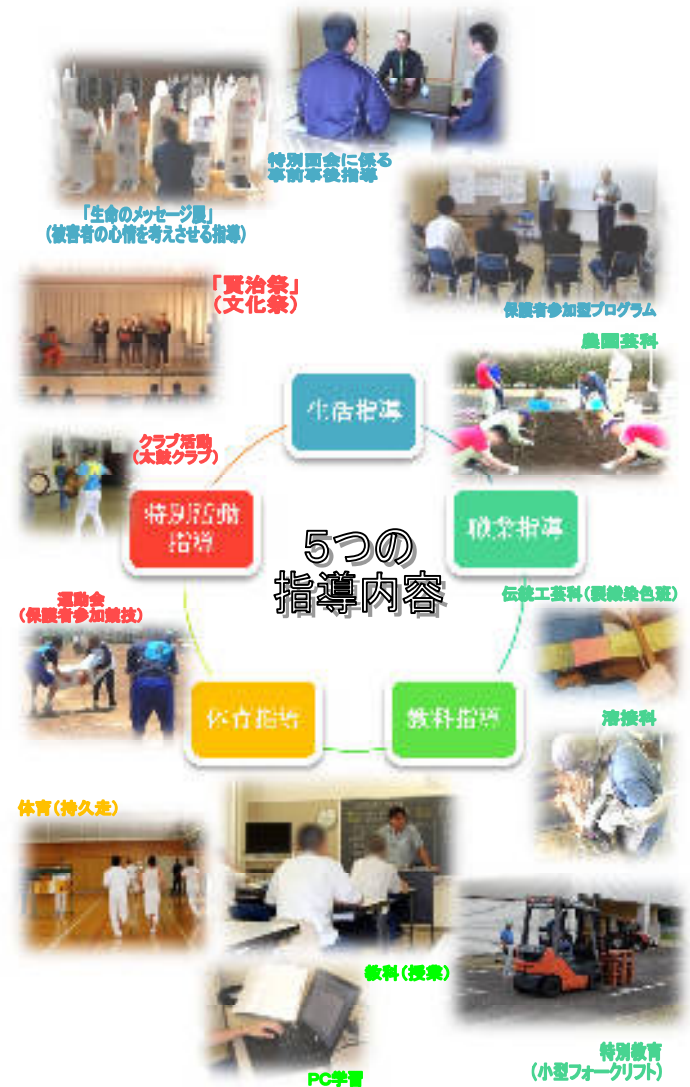 特別面会に係る
事前事後指導
「生命のメッセージ展」
(被害者の心情を考えさせる指導)
保護者参加型プログラム
「賢治祭」
(文化祭)
農園芸科
生活指導
クラブ活動
(太鼓クラブ)
特別活動
指導
職業指導
5つの
指導内容
運動会
(保護者参加競技)
伝統工芸科(裂織染色班)
体育指導
教科指導
溶接科
体育(持久走)
教科(授業)
特別教育
(小型フォークリフト)
PC学習